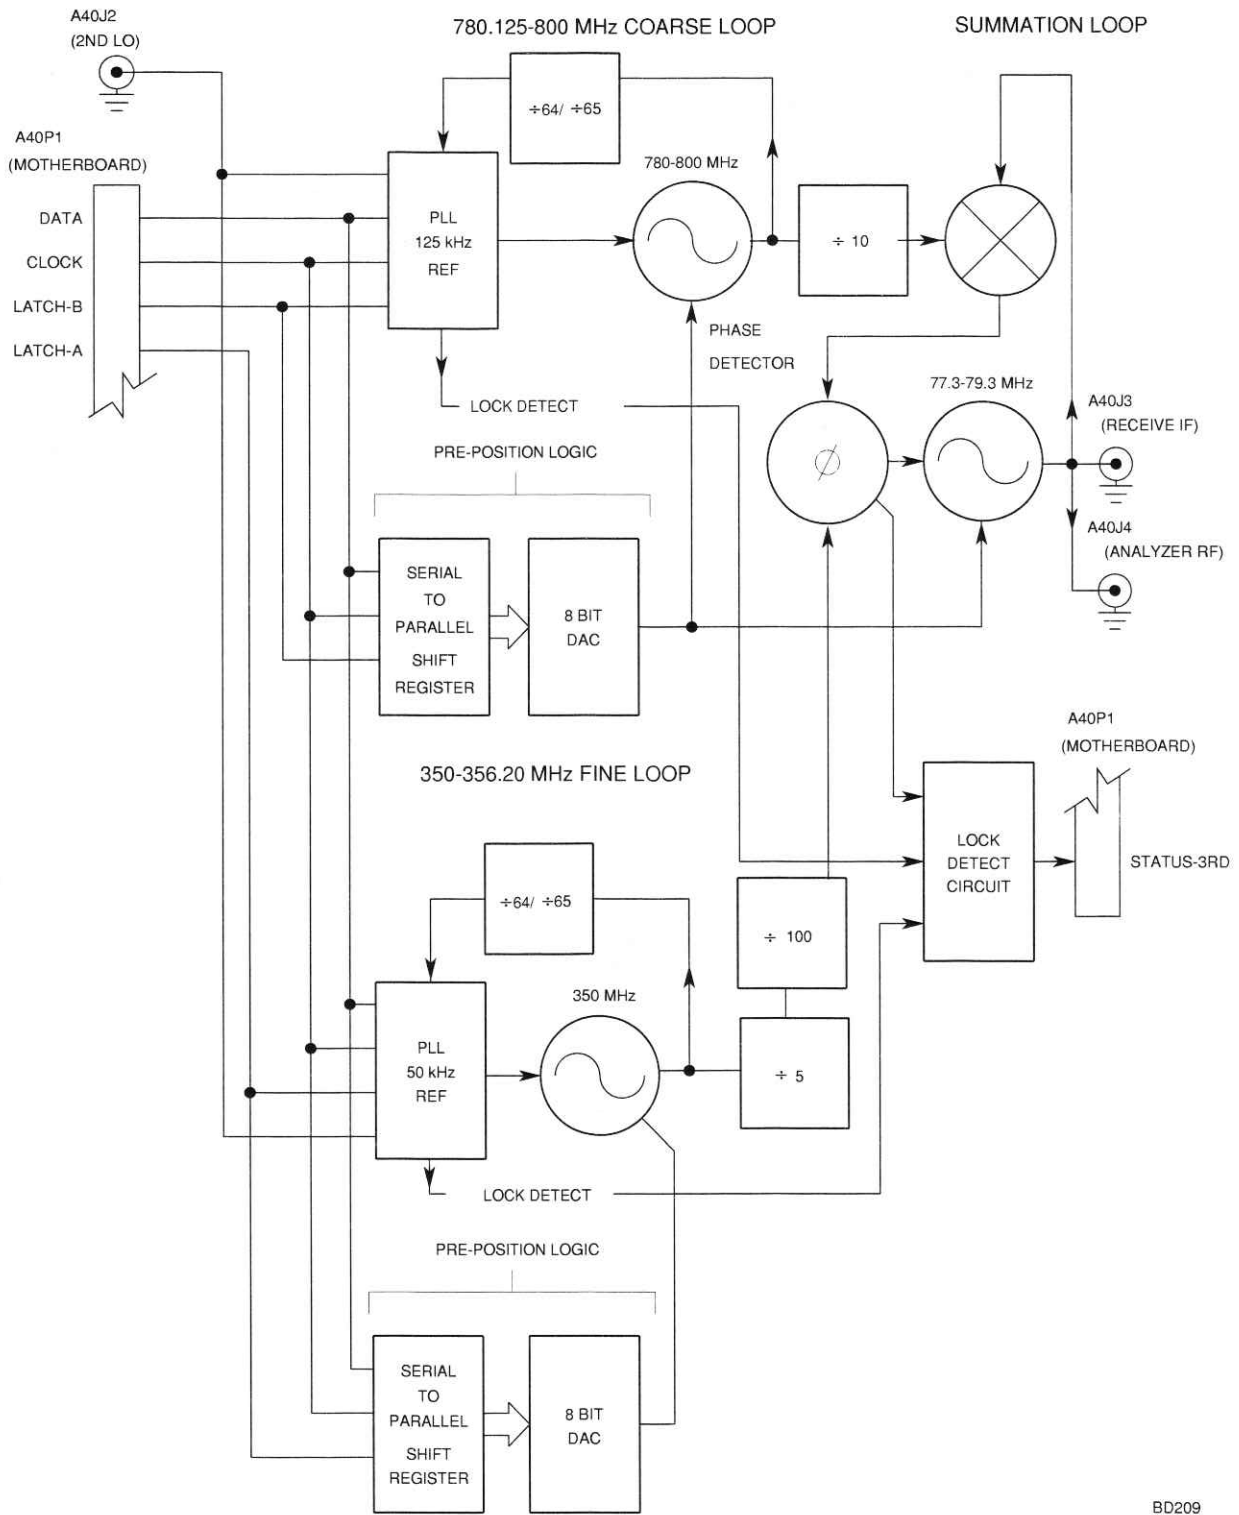 A40J2
(2ND LO)
780.125-800 MHz COARSE LOOP
SUMMATION LOOP
÷64/ ÷65
A40P1
(MOTHERBOARD)
780-800 MHz
DATA
CLOCK
LATCH-B
LATCH-A
PLL
125 kHz
REF
÷ 10
PHASE
DETECTOR
77.3-79.3 MHz
LOCK DETECT
A40J3
(RECEIVE IF)
PRE-POSITION LOGIC
∅
A40J4
(ANALYZER RF)
SERIAL
TO
PARALLEL
SHIFT
REGISTER
8 BIT
DAC
A40P1
(MOTHERBOARD)
350-356.20 MHz FINE LOOP
LOCK
DETECT
CIRCUIT
STATUS-3RD
÷64/ ÷65
÷ 100
350 MHz
PLL
50 kHz
REF
÷ 5
LOCK DETECT
PRE-POSITION LOGIC
SERIAL
TO
PARALLEL
SHIFT
REGISTER
8 BIT
DAC
BD209